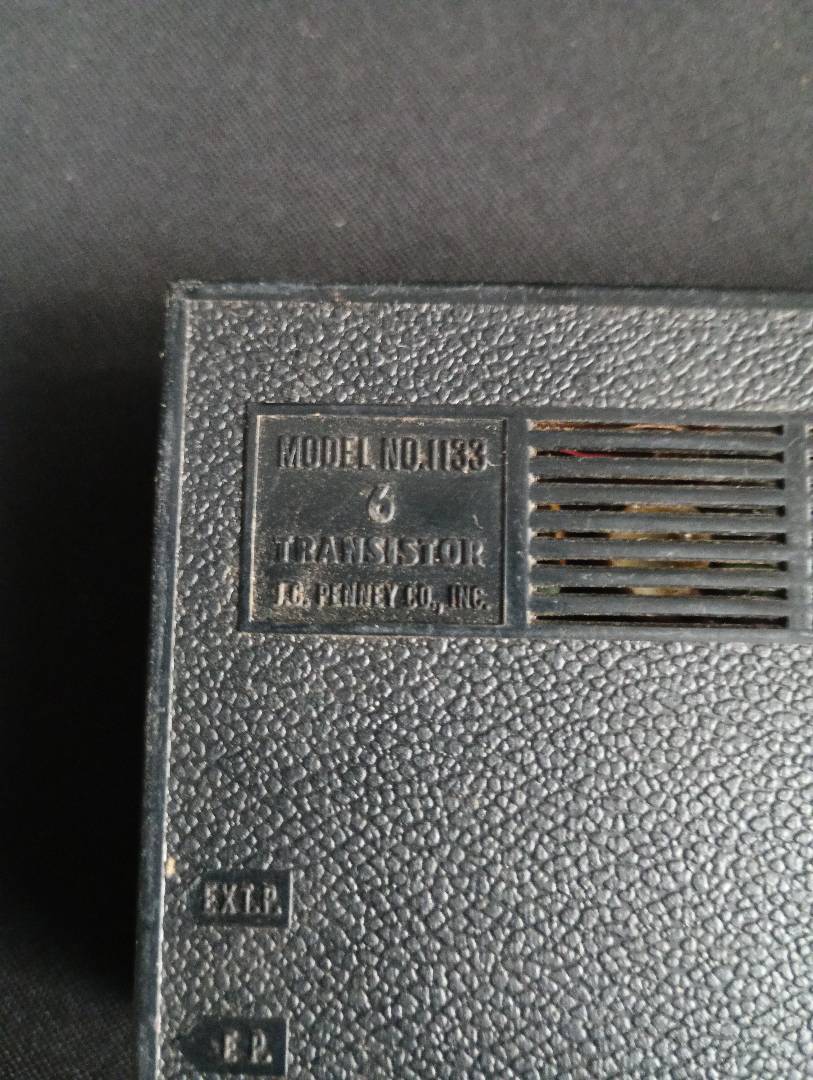 MODEL NO. 1133
6
TRANSISTOR
J.C. PENNEY CO., INC.
EXT.P.
E.P.